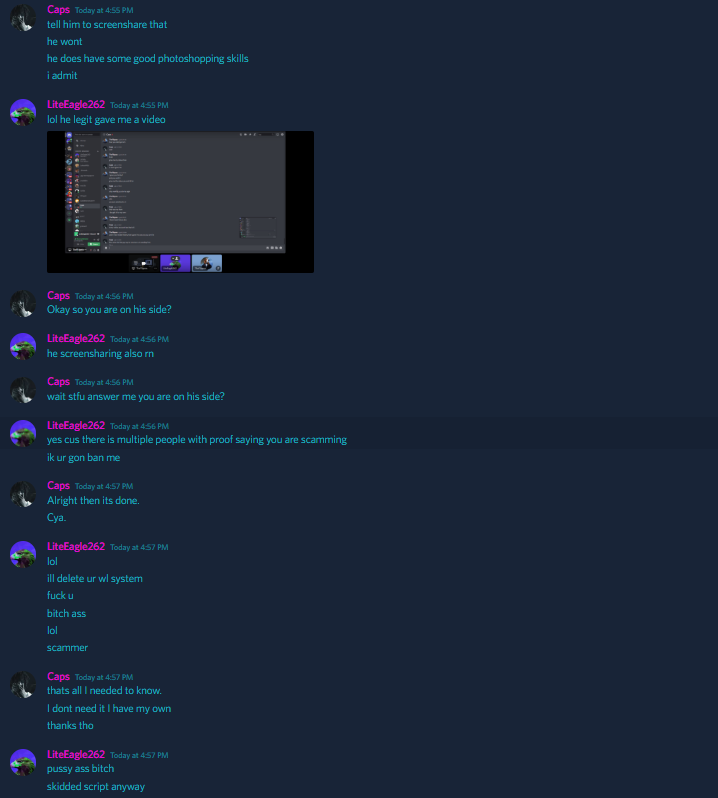 Caps Today at 4:55 PM
tell him to screenshare that
he wont
he does have some good photoshopping skills
i admit
LiteEagle262 Today at 4:55 PM
lol he legit gave me a video
Caps Today at 4:56 PM
Okay so you are on his side?
LiteEagle262 Today at 4:56 PM
he screensharing also rn
Caps Today at 4:56 PM
wait stfu answer me you are on his side?
LiteEagle262 Today at 4:56 PM
yes cus there is multiple people with proof saying you are scamming
ik ur gon ban me
Caps Today at 4:57 PM
Alright then its done.
Cya.
LiteEagle262 Today at 4:57 PM
lol
ill delete ur wl system
fuck u
bitch ass
lol
scammer
Caps Today at 4:57 PM
thats all I needed to know.
I dont need it I have my own
thanks tho
LiteEagle262 Today at 4:57 PM
pussy ass bitch
skidded script anyway